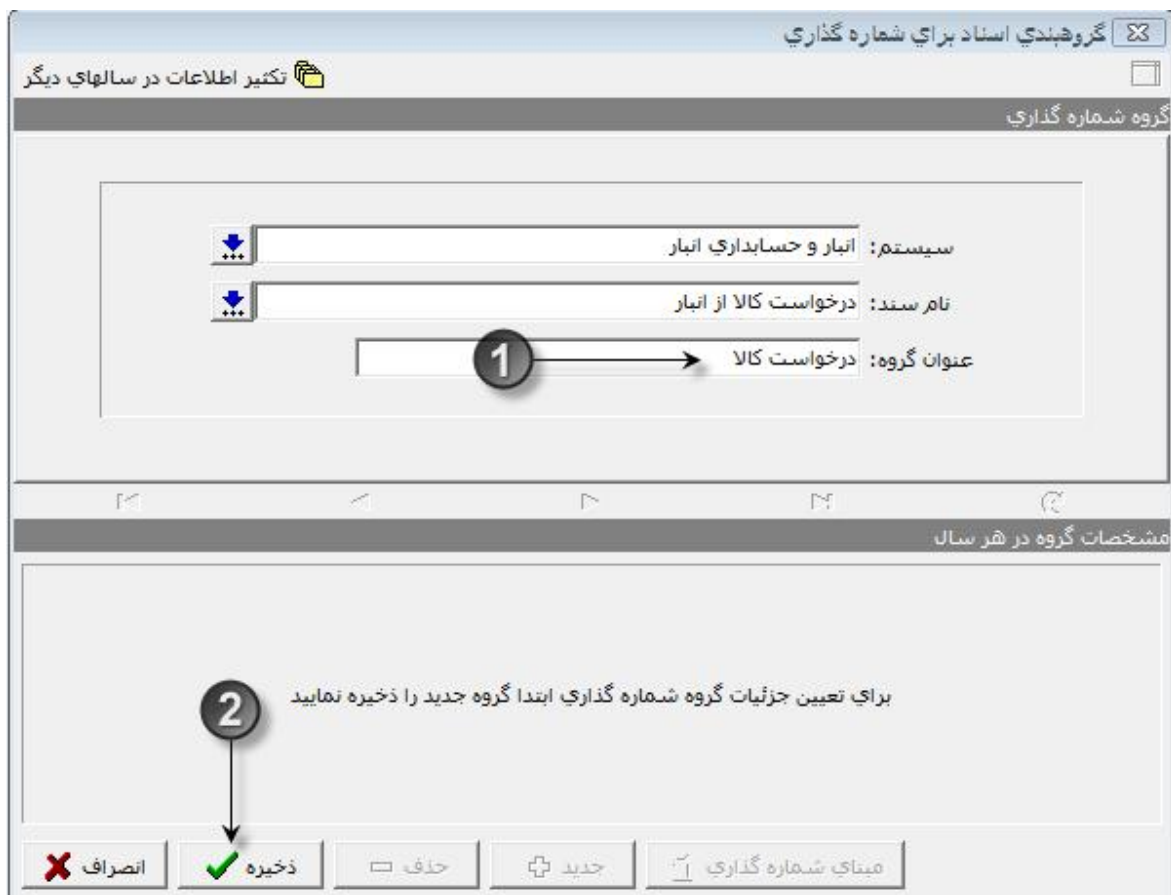 گروهبندي اسناد براي شماره گذاري
تكثير اطلاعات در سالهاي ديگر
گروه شماره گذاري
سيستم: انبار و حسابداري انبار
نام سند: درخواست كالا از انبار
عنوان گروه: درخواست كالا
1
مشخصات گروه در هر سال
براي تعيين جزئيات گروه شماره گذاري ابتدا گروه جديد را ذخيره نماييد
2
مبناي شماره گذاري جديد حذف ذخيره انصراف